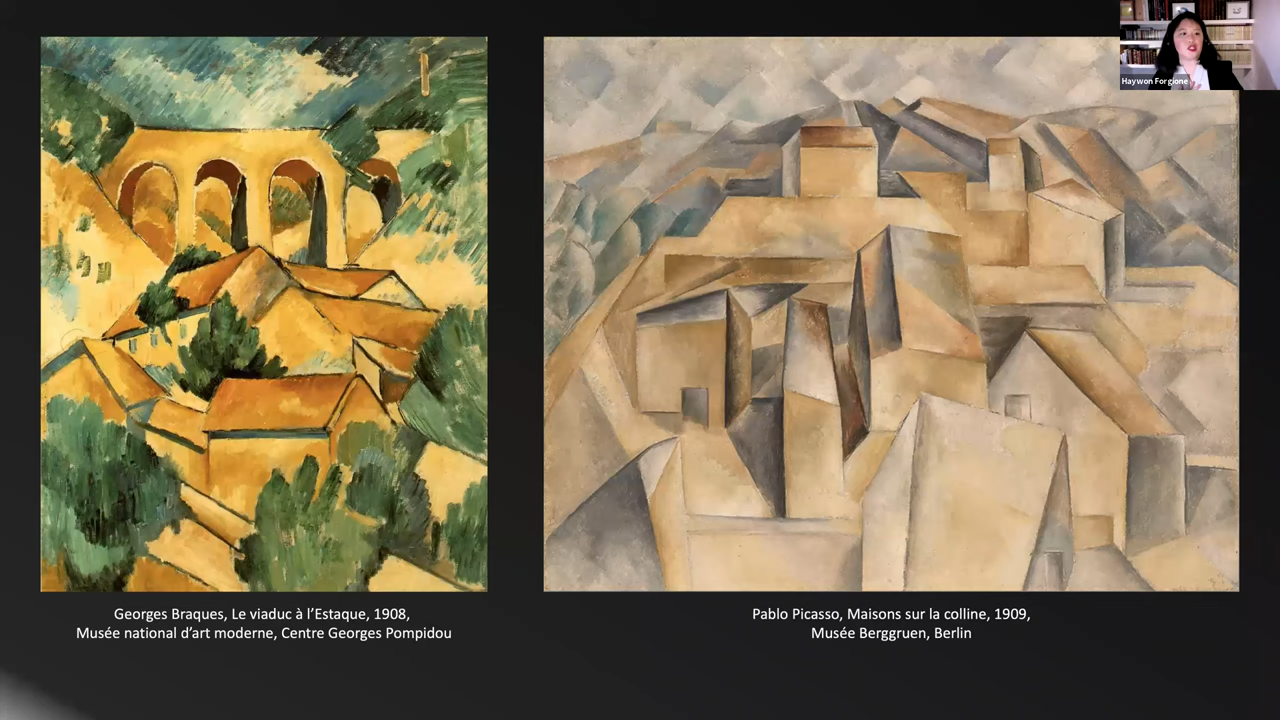 Haywon Forgione
Georges Braques, Le viaduc à l’Estaque, 1908,
Musée national d’art moderne, Centre Georges Pompidou
Pablo Picasso, Maisons sur la colline, 1909,
Musée Berggruen, Berlin